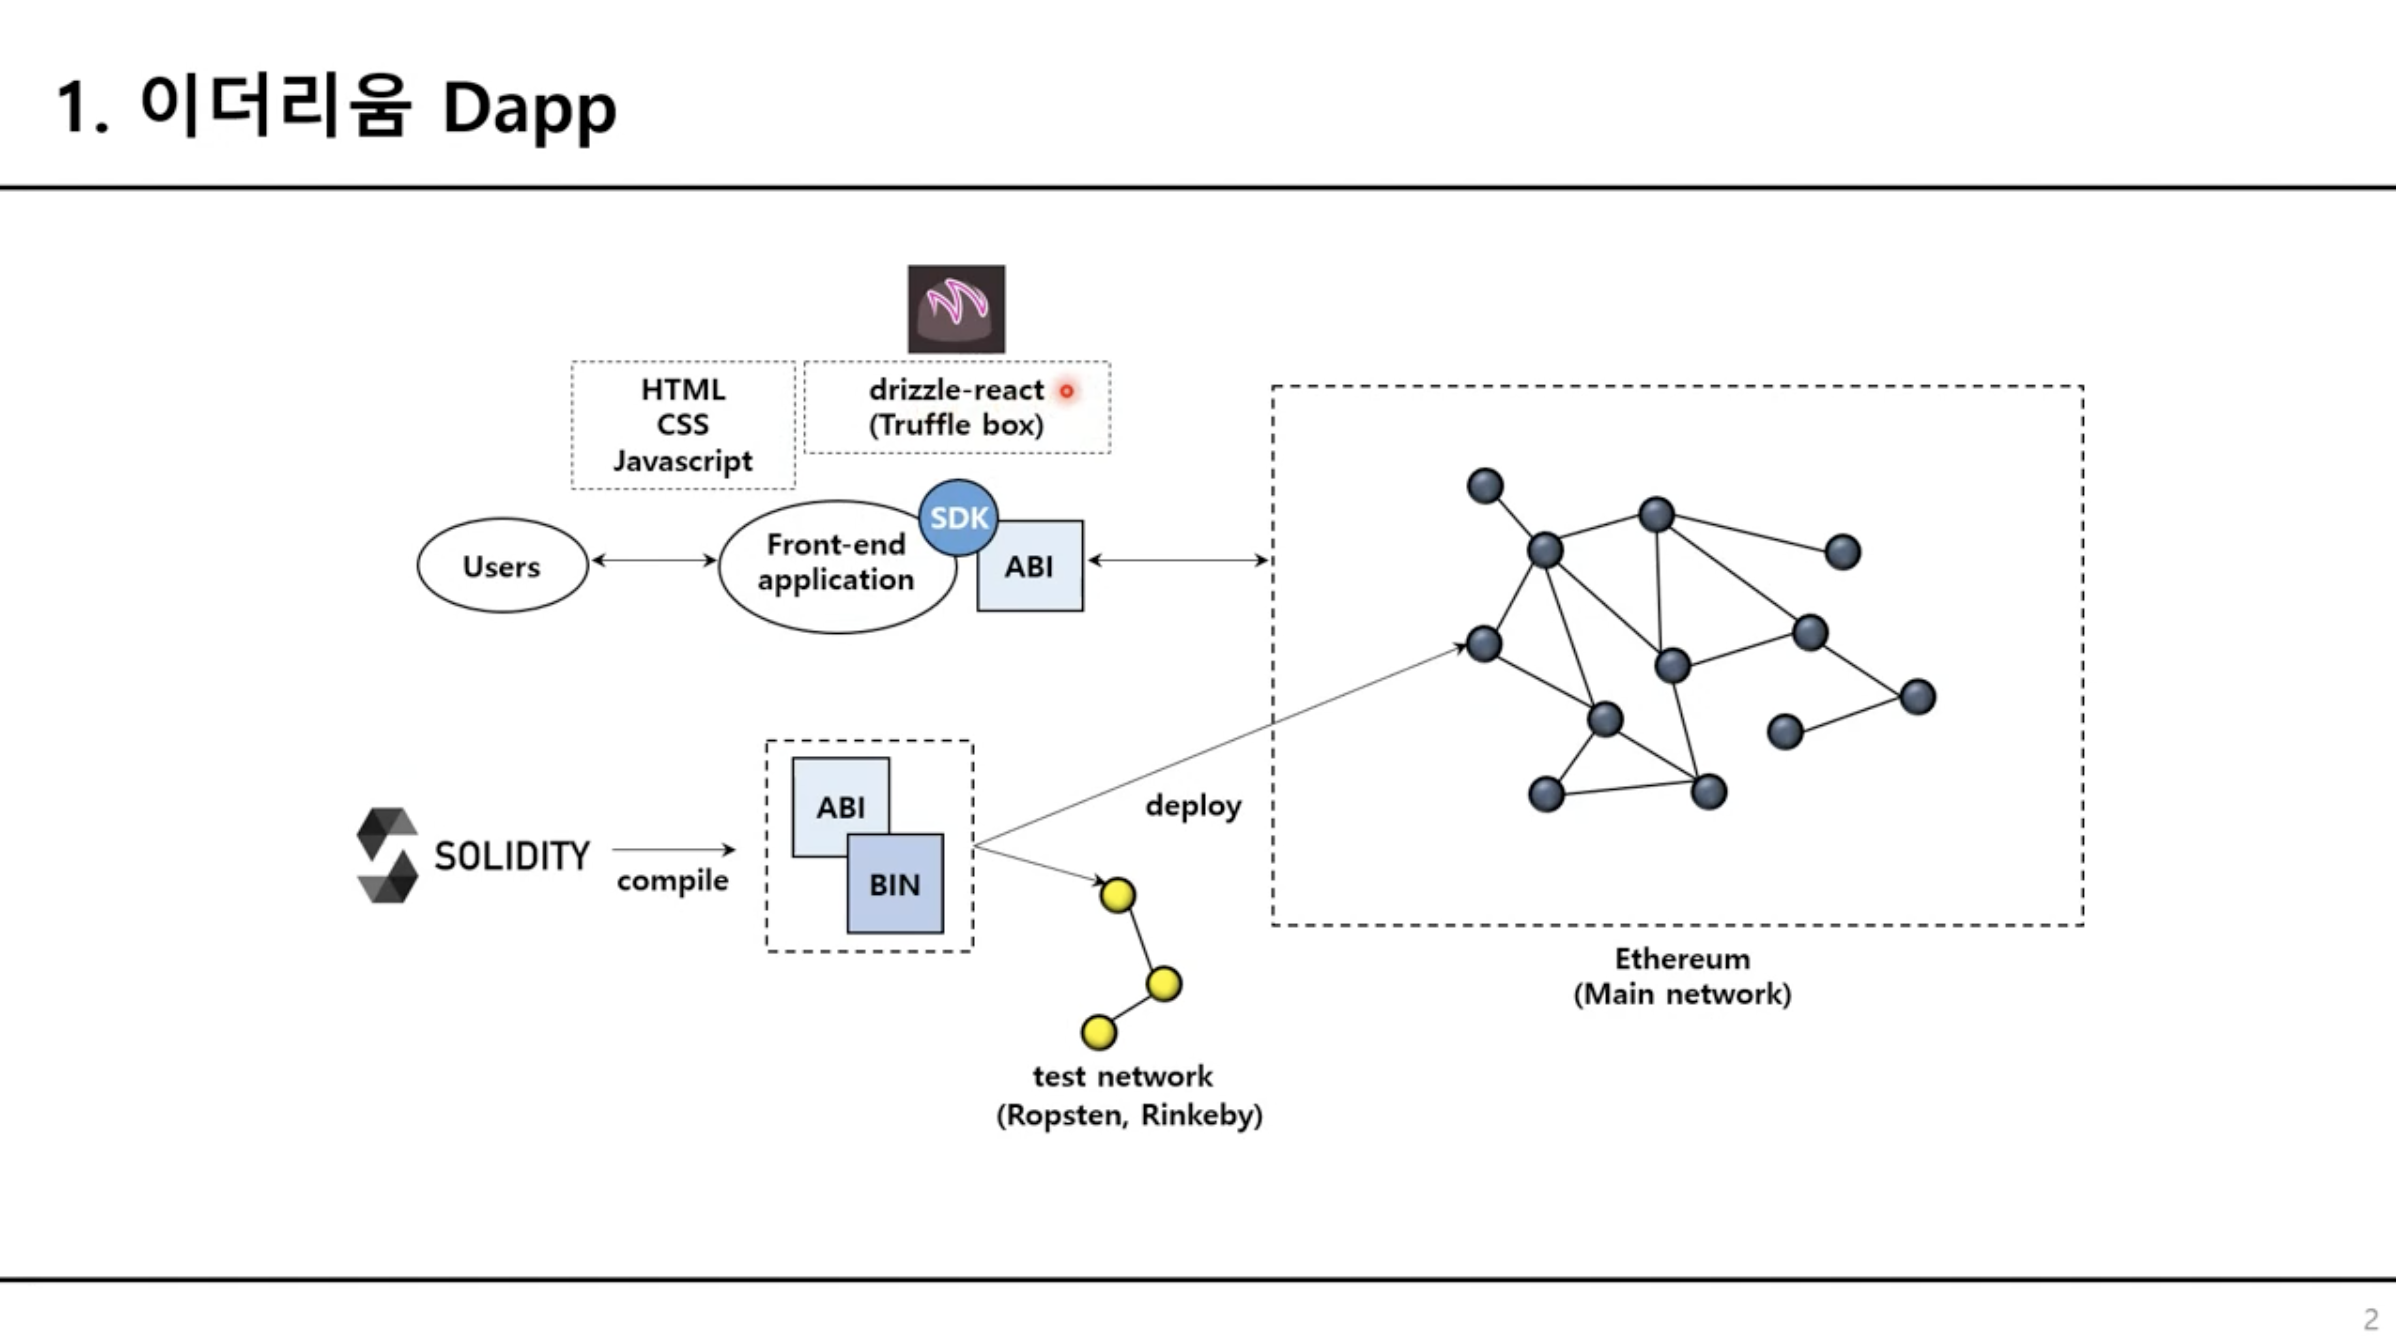 1. 이더리움 Dapp
HTML
CSS
Javascript
drizzle-react
(Truffle box)
Users
Front-end
application
SDK
ABI
SOLIDITY
compile
ABI
BIN
deploy
test network
(Ropsten, Rinkeby)
Ethereum
(Main network)
2